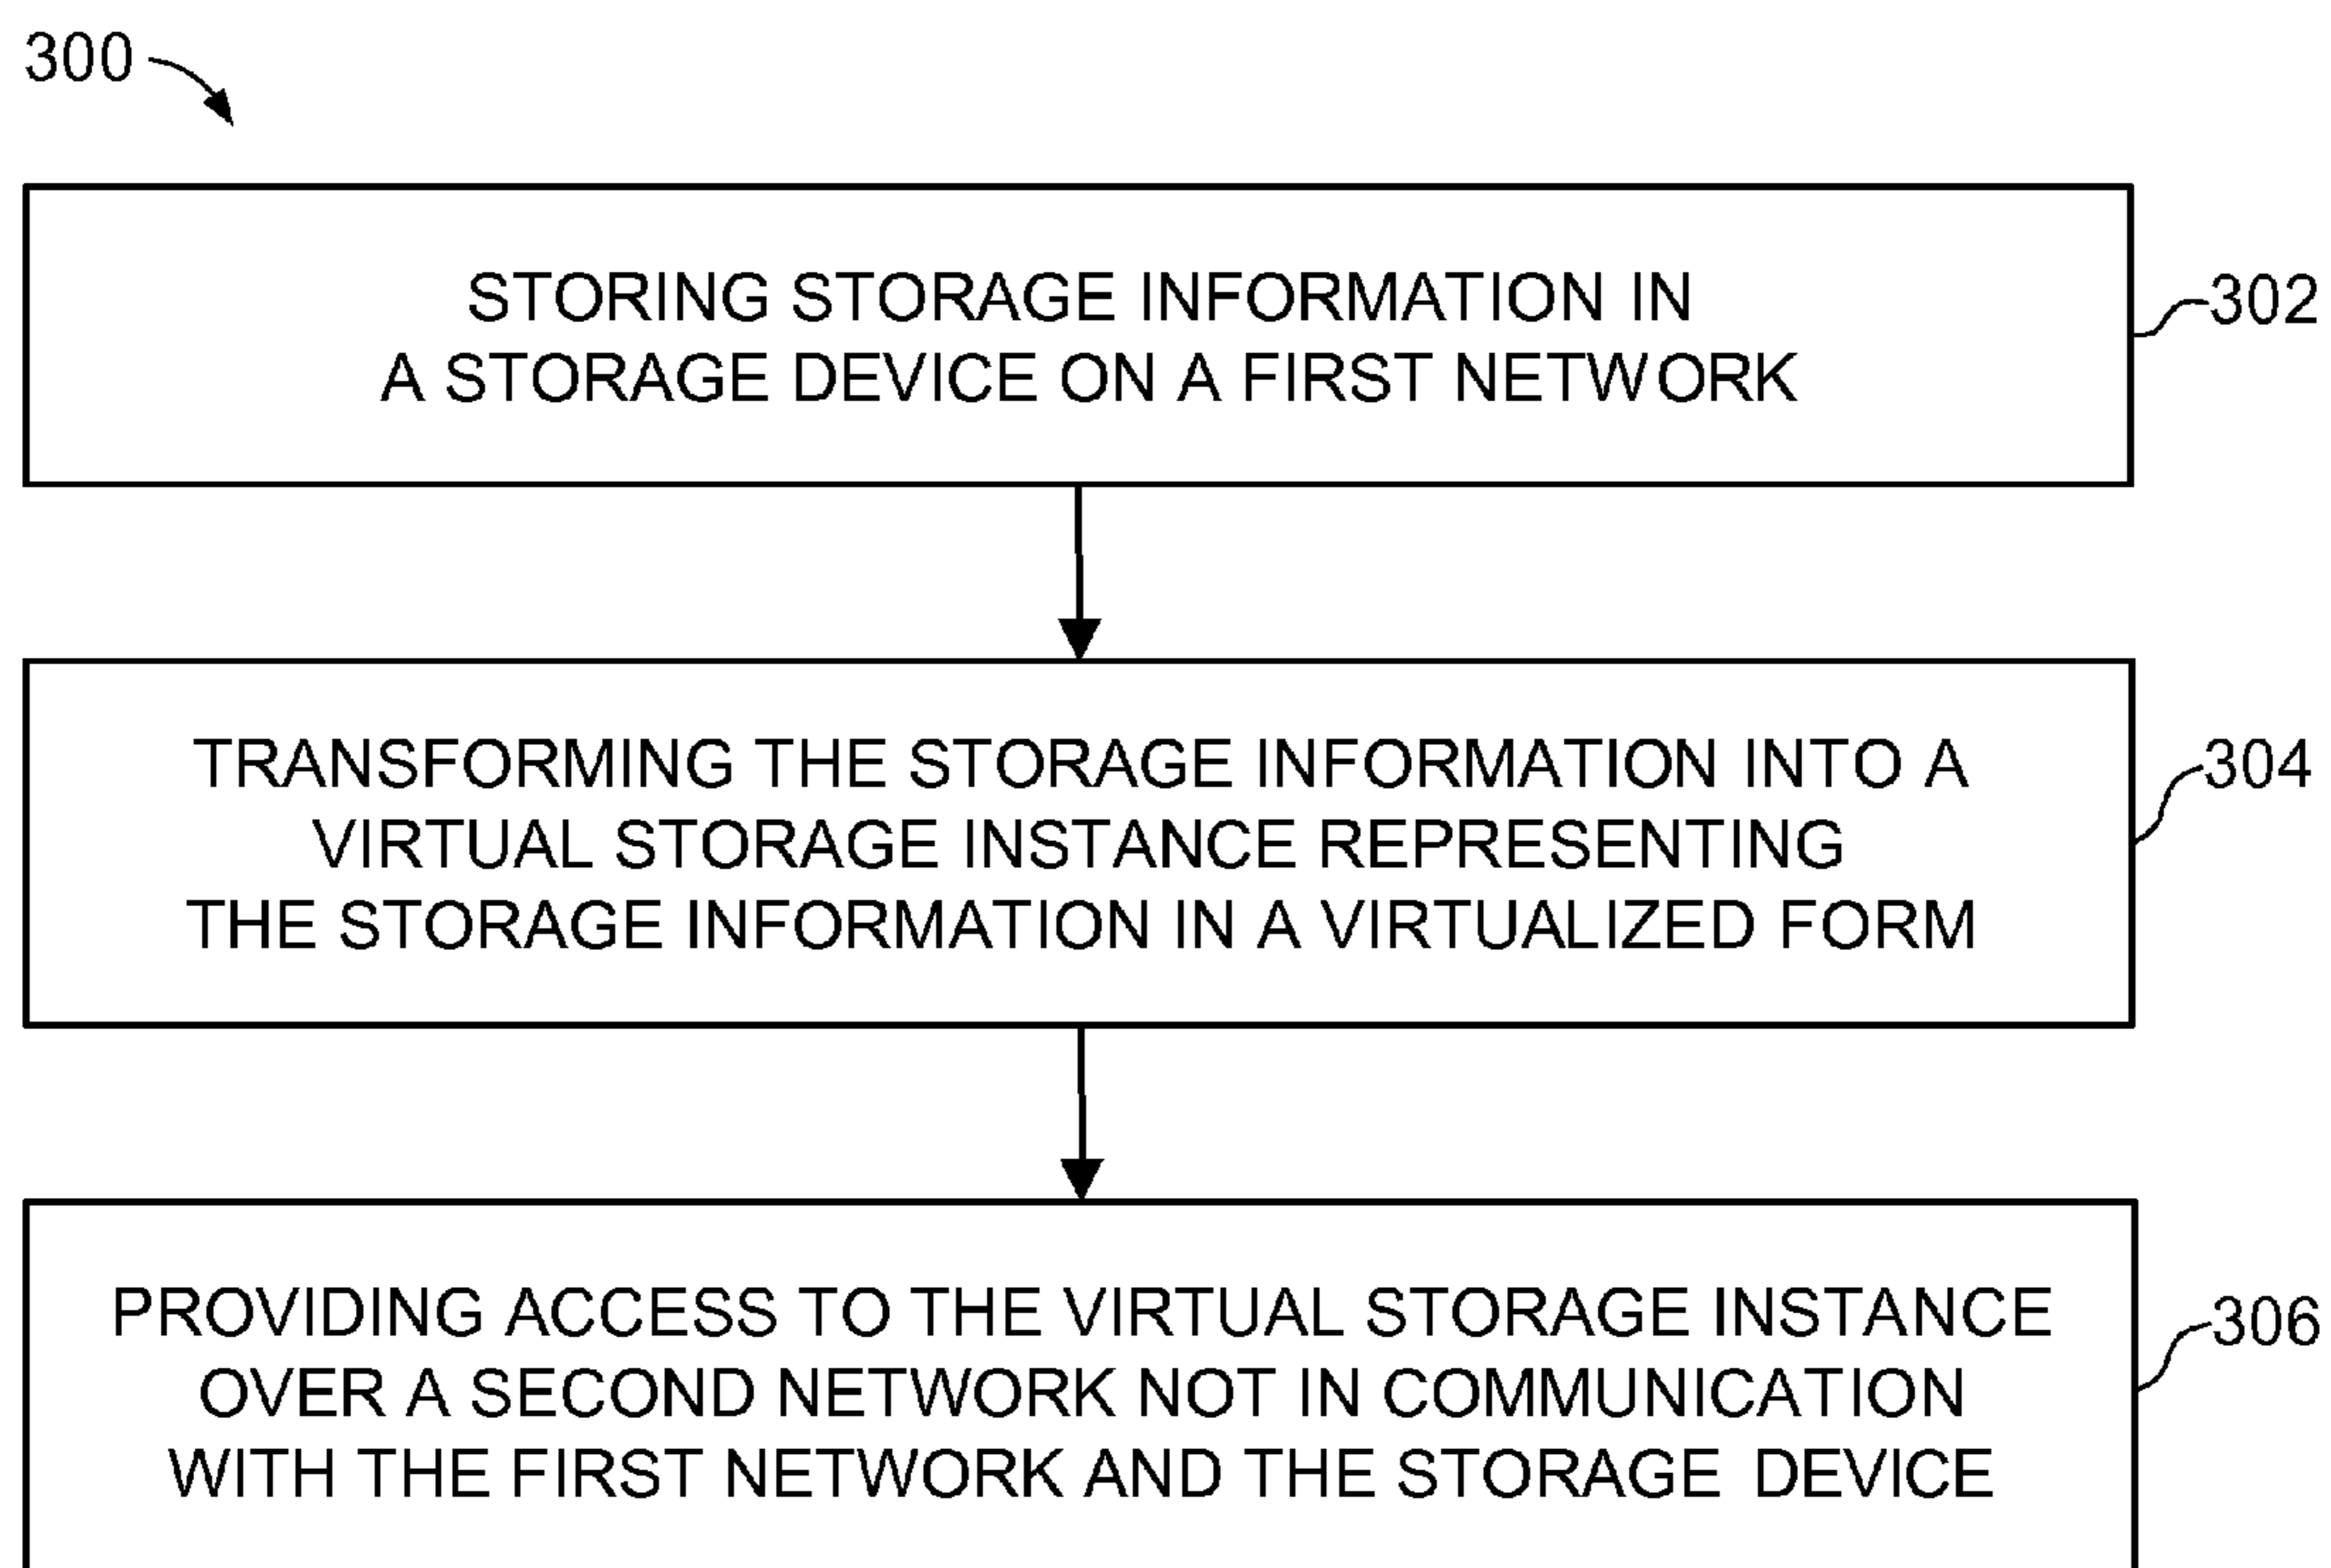 300
STORING STORAGE INFORMATION IN
A STORAGE DEVICE ON A FIRST NETWORK
302
TRANSFORMING THE STORAGE INFORMATION INTO A
VIRTUAL STORAGE INSTANCE REPRESENTING
THE STORAGE INFORMATION IN A VIRTUALIZED FORM
304
PROVIDING ACCESS TO THE VIRTUAL STORAGE INSTANCE
OVER A SECOND NETWORK NOT IN COMMUNICATION
WITH THE FIRST NETWORK AND THE STORAGE DEVICE
306